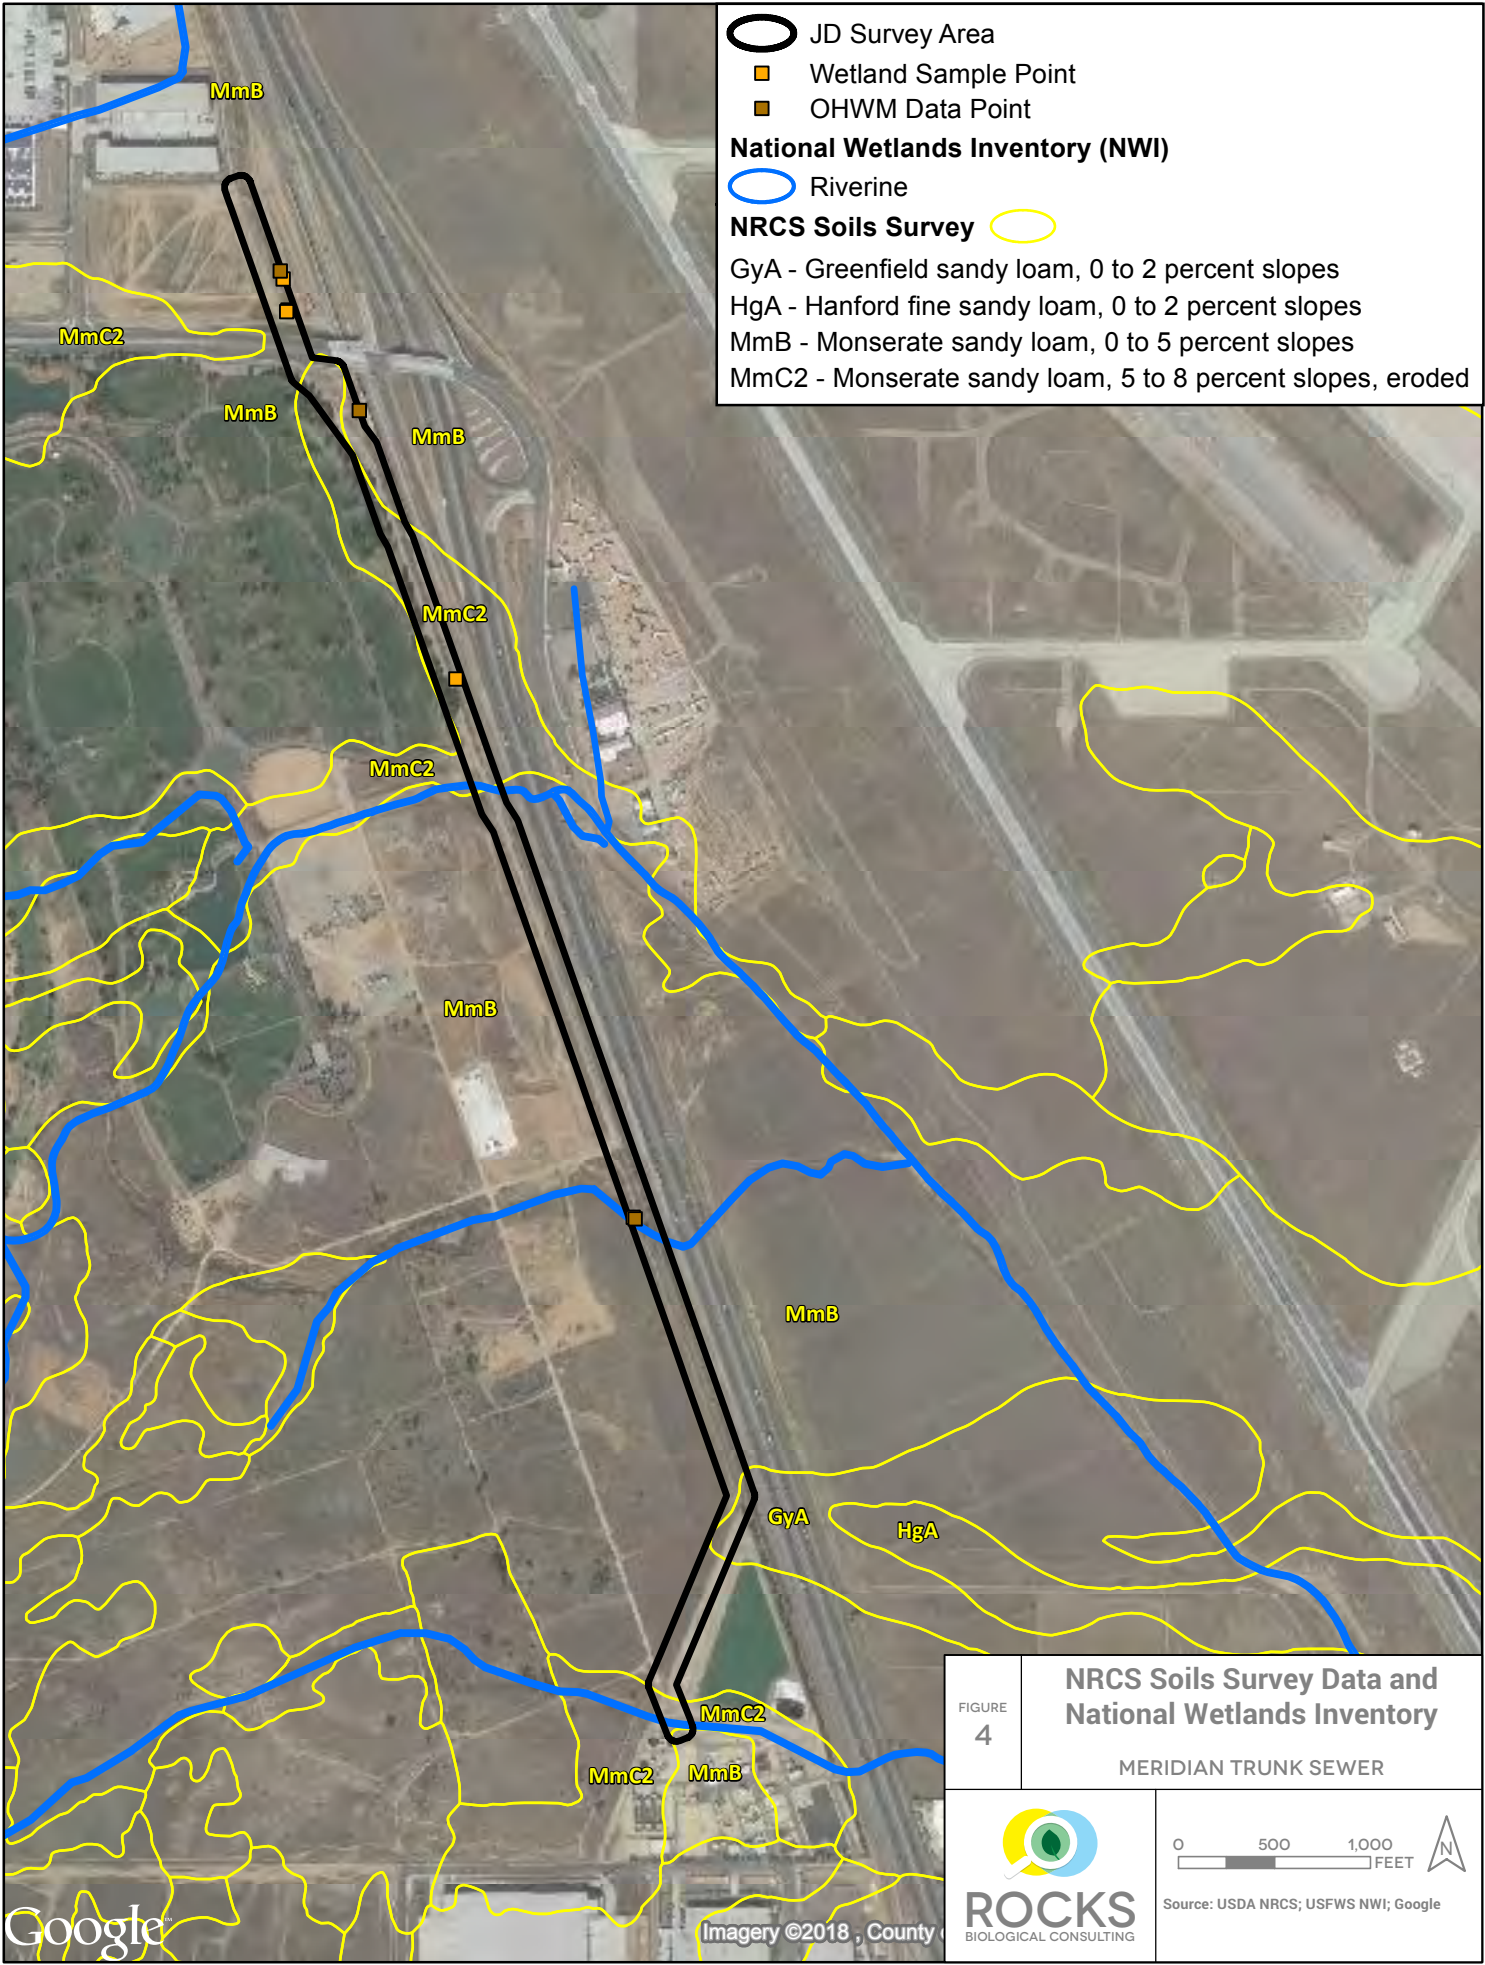 JD Survey Area
Wetland Sample Point
OHWM Data Point
National Wetlands Inventory (NWI)
Riverine
NRCS Soils Survey
GyA - Greenfield sandy loam, 0 to 2 percent slopes
HgA - Hanford fine sandy loam, 0 to 2 percent slopes
MmB - Monserate sandy loam, 0 to 5 percent slopes
MmC2 - Monserate sandy loam, 5 to 8 percent slopes, eroded
MmB
MmC2
MmB
MmB
MmC2
MmC2
MmB
MmB
GyA
HgA
MmC2
MmC2
MmB
FIGURE
4
NRCS Soils Survey Data and
National Wetlands Inventory
MERIDIAN TRUNK SEWER
ROCKS
BIOLOGICAL CONSULTING
0 500 1,000
FEET
N
Source: USDA NRCS; USFWS NWI; Google
Google
Imagery ©2018 , County